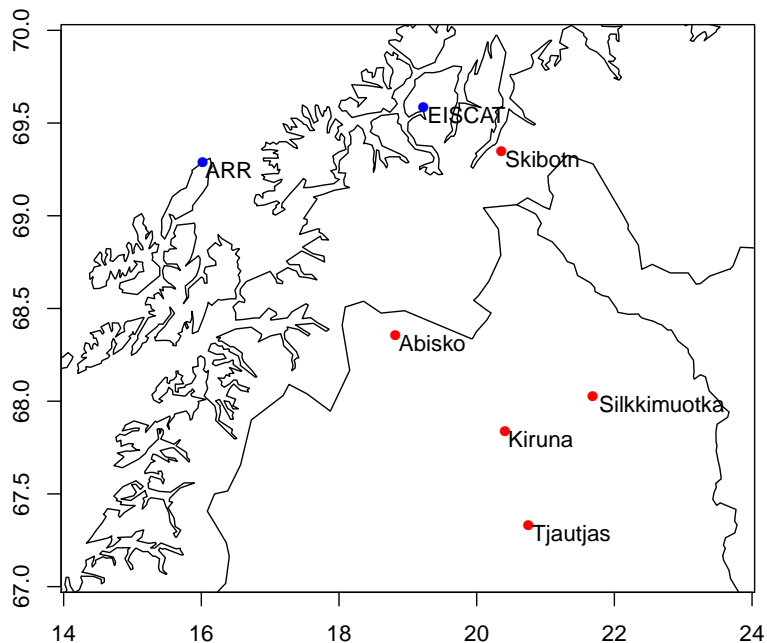 70.0
69.5
69.0
68.5
68.0
67.5
67.0
EISCAT
Skibotn
ARR
Abisko
Silkkimuotka
Kiruna
Tjautjas
14 16 18 20 22 24